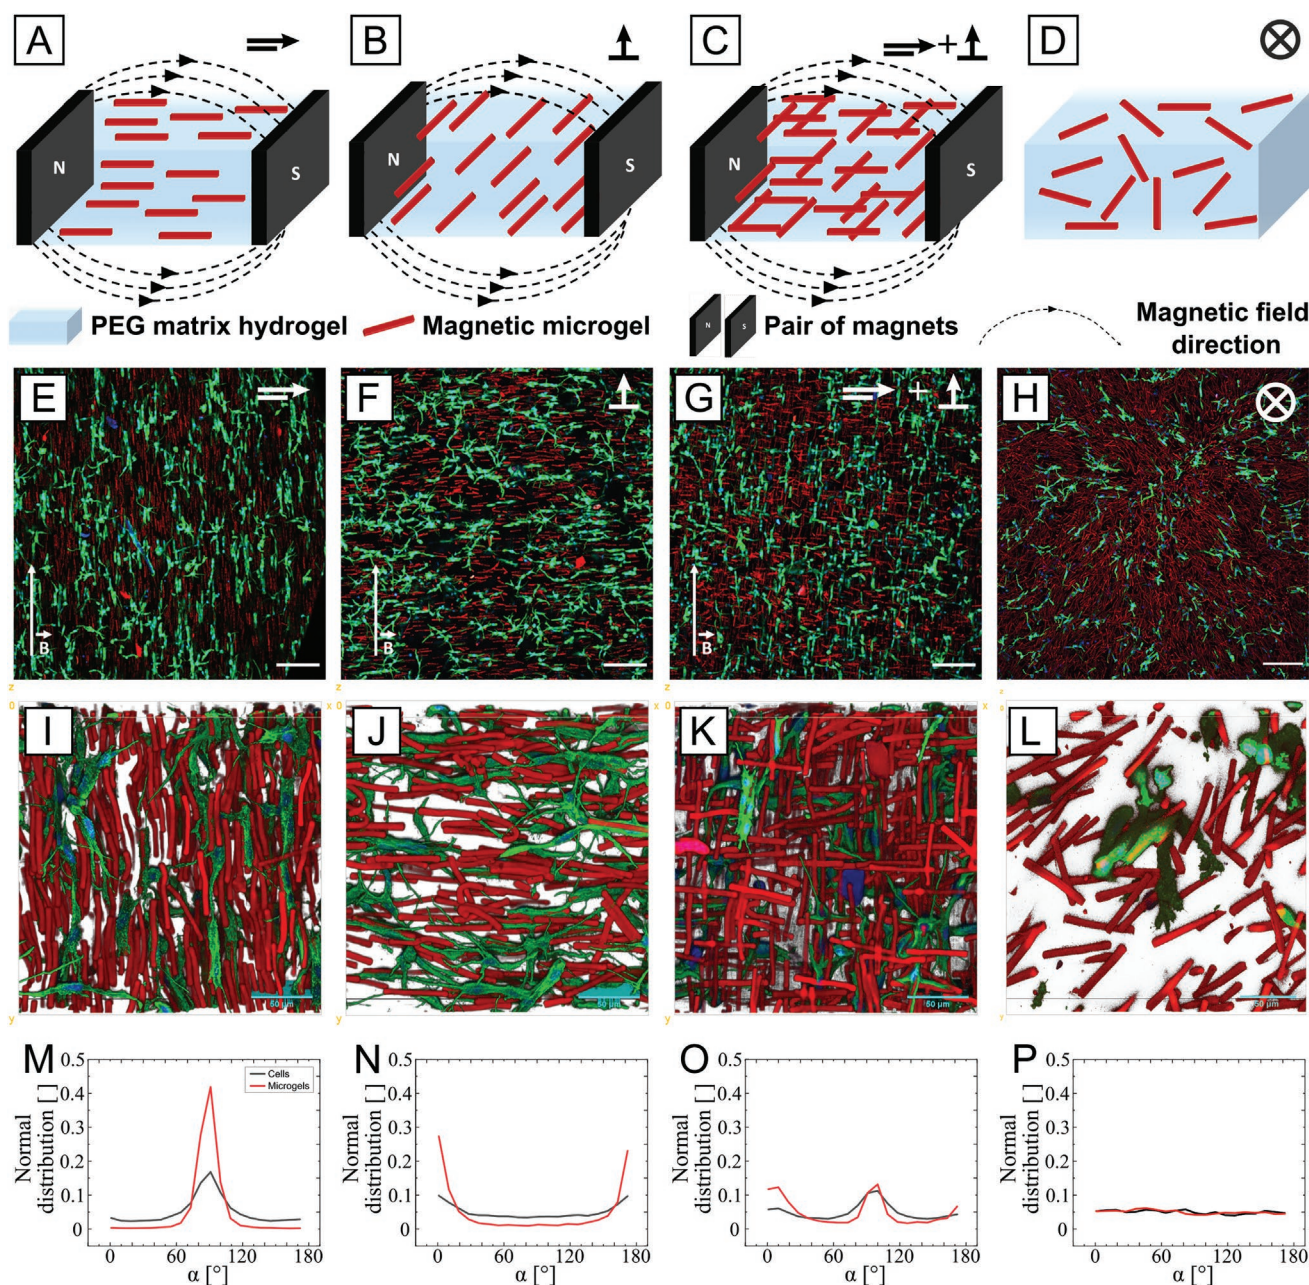 A
B
C
+
D
N
S
N
S
N
S
PEG matrix hydrogel
Magnetic microgel
N
S
Pair of magnets
Magnetic field
direction
E
F
G
+
H
B
B
B
z
z
z
z
0
x
0
x
0
x
0
I
J
K
L
50 µm
50 µm
50 µm
50 µm
y
y
y
y
M
N
O
P
0.5
0.4
0.3
0.2
0.1
0
Normal
distribution [ ]
Cells
Microgels
0
60
120
180
α [°]
0.5
0.4
0.3
0.2
0.1
0
Normal
distribution [ ]
0
60
120
180
α [°]
0.5
0.4
0.3
0.2
0.1
0
Normal
distribution [ ]
0
60
120
180
α [°]
0.5
0.4
0.3
0.2
0.1
0
Normal
distribution [ ]
0
60
120
180
α [°]